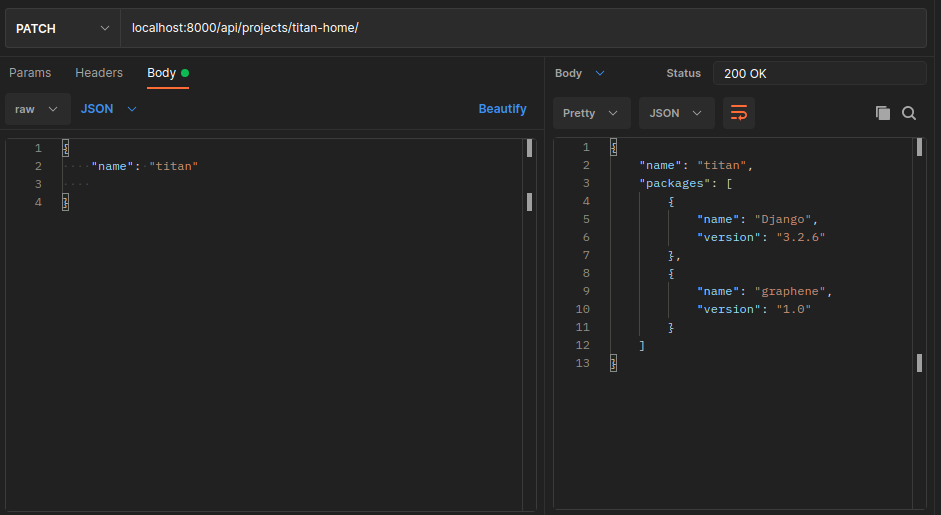 PATCH localhost:8000/api/projects/titan-home/
Params Headers Body
raw JSON Beautify
1 {
2 "name": "titan"
3
4 }
Body Status 200 OK
Pretty JSON
1 {
2 "name": "titan",
3 "packages": [
4 {
5 "name": "Django",
6 "version": "3.2.6"
7 },
8 {
9 "name": "graphene",
10 "version": "1.0"
11 }
12 ]
13 }